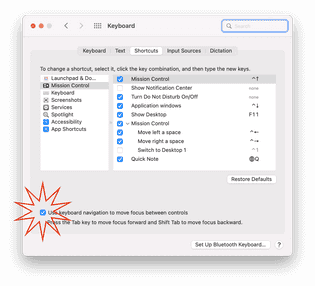 Keyboard
Search
Keyboard Text Shortcuts Input Sources Dictation
To change a shortcut, select it, click the key combination, and then type the new keys.
Launchpad & Do...
Mission Control
Keyboard
Screenshots
Services
Spotlight
Accessibility
App Shortcuts
Mission Control ^↑
Show Notification Center none
Turn Do Not Disturb On/Off none
Application windows ^↓
Show Desktop F11
Mission Control
Move left a space ^←
Move right a space ^→
Switch to Desktop 1 ^1
Quick Note 🌐Q
Restore Defaults
Use keyboard navigation to move focus between controls
Press the Tab key to move focus forward and Shift Tab to move focus backward.
Set Up Bluetooth Keyboard... ?